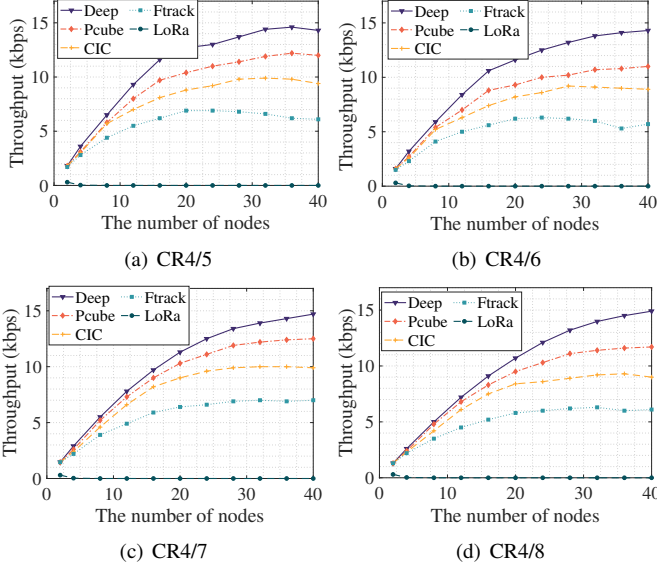 Deep Ftrack
Pcube LoRa
CIC
Throughput (kbps)
15
10
5
0
0 10 20 30 40
The number of nodes
(a) CR4/5
Deep Ftrack
Pcube LoRa
CIC
Throughput (kbps)
15
10
5
0
0 10 20 30 40
The number of nodes
(b) CR4/6
Deep Ftrack
Pcube LoRa
CIC
Throughput (kbps)
15
10
5
0
0 10 20 30 40
The number of nodes
(c) CR4/7
Deep Ftrack
Pcube LoRa
CIC
Throughput (kbps)
15
10
5
0
0 10 20 30 40
The number of nodes
(d) CR4/8